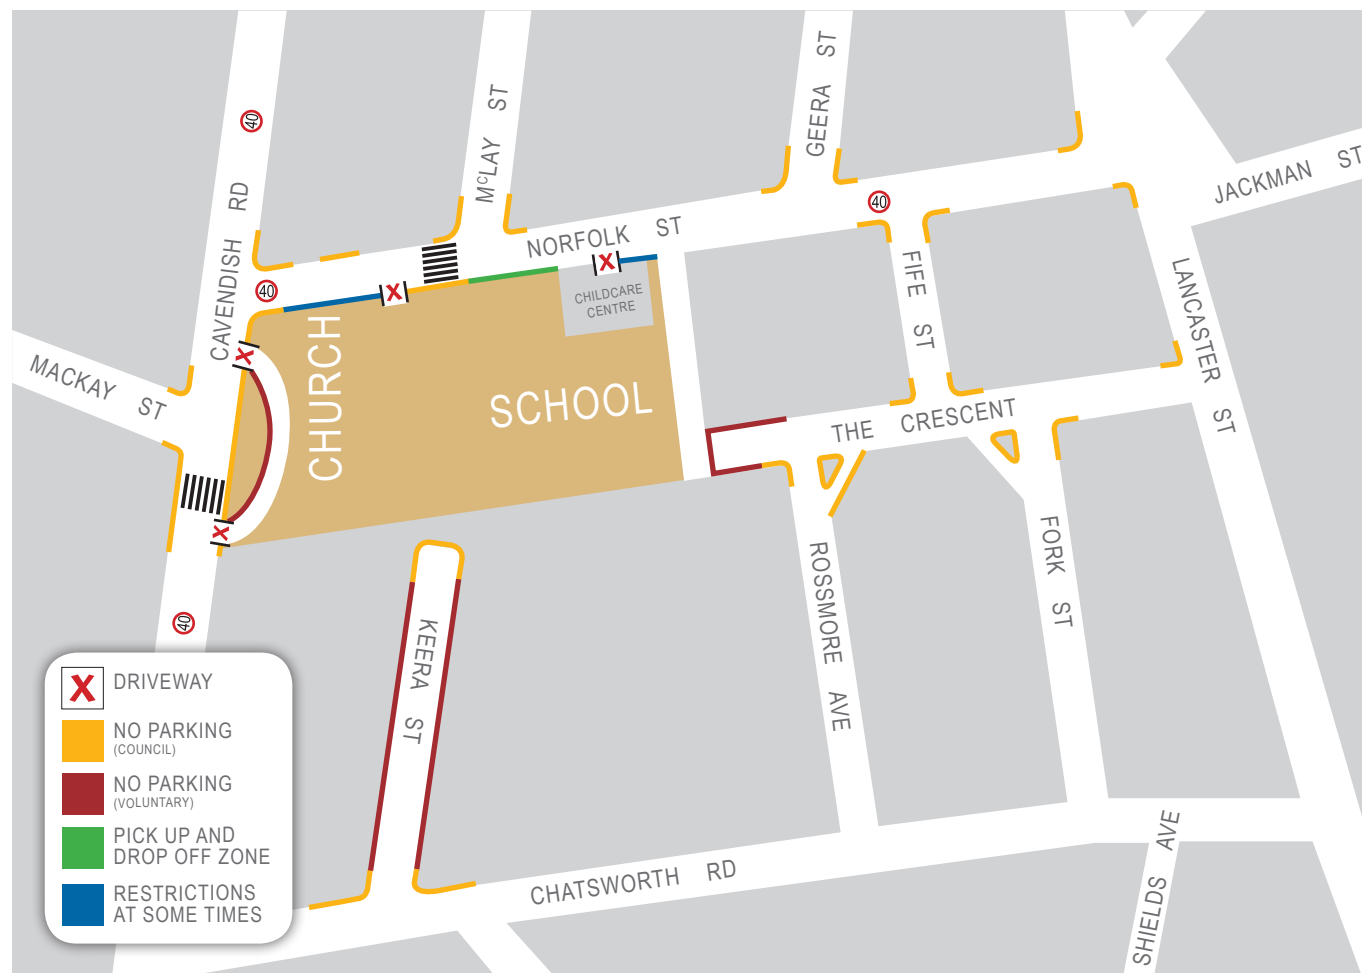 GEERA ST
McLAY ST
40
CAVENDISH RD
JACKMAN ST
40
NORFOLK ST
FIFE ST
LANCASTER ST
40
CHILDCARE
CENTRE
MACKAY ST
CHURCH
SCHOOL
THE CRESCENT
ROSSMORE AVE
FORK ST
40
KEERA ST
X DRIVEWAY
NO PARKING
(COUNCIL)
NO PARKING
(VOLUNTARY)
PICK UP AND
DROP OFF ZONE
RESTRICTIONS
AT SOME TIMES
CHATSWORTH RD
SHIELDS AVE